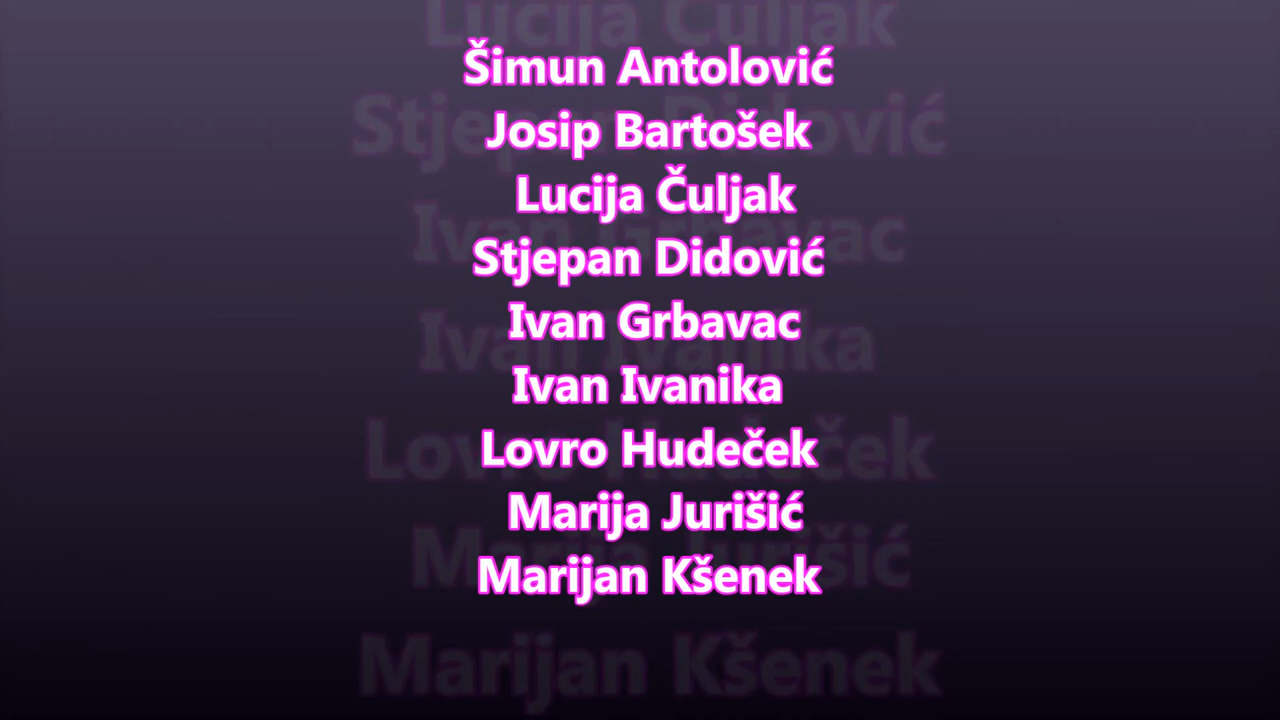 Šimun Antolović
Josip Bartošek
Lucija Čuljak
Stjepan Didović
Ivan Grbavac
Ivan Ivanika
Lovro Hudeček
Marija Jurišić
Marijan Kšenek